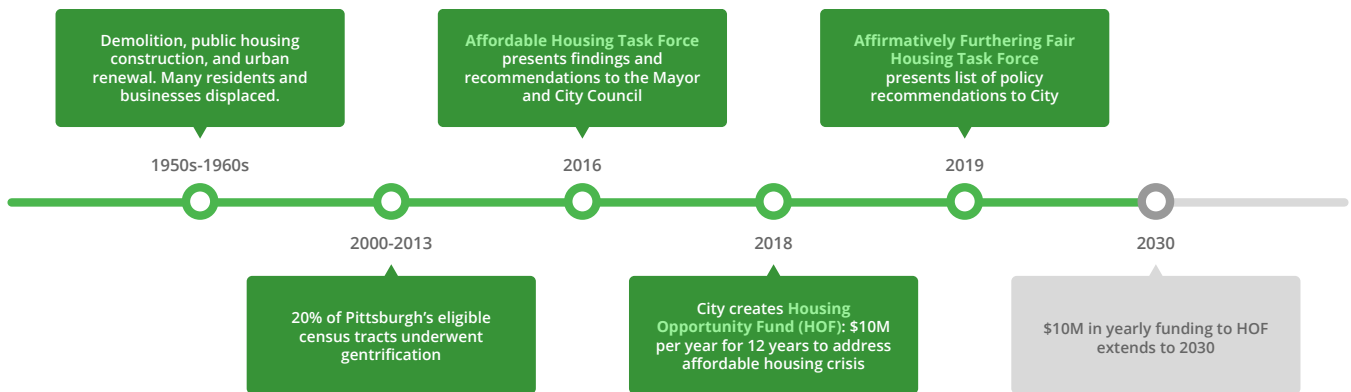 Demolition, public housing
construction, and urban
renewal. Many residents and
businesses displaced.
1950s-1960s
2000-2013
20% of Pittsburgh’s eligible
census tracts underwent
gentrification
Affordable Housing Task Force
presents findings and
recommendations to the Mayor
and City Council
2016
2018
City creates Housing
Opportunity Fund (HOF): $10M
per year for 12 years to address
affordable housing crisis
Affirmatively Furthering Fair
Housing Task Force
presents list of policy
recommendations to City
2019
2030
$10M in yearly funding to HOF
extends to 2030